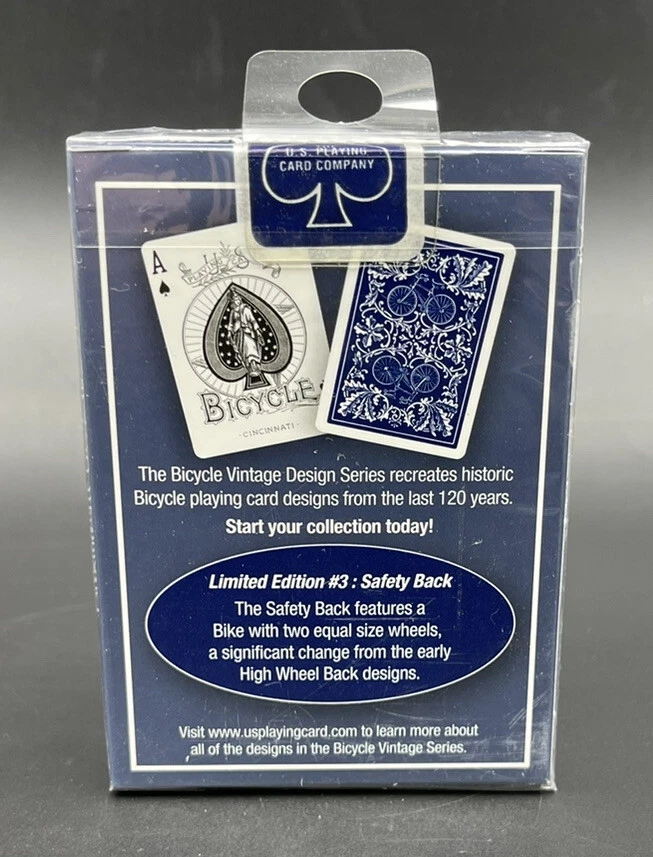 U.S. PLAYING
CARD COMPANY
A
BICYCLE
·CINCINNATI·
The Bicycle Vintage Design Series recreates historic
Bicycle playing card designs from the last 120 years.
Start your collection today!
Limited Edition #3 : Safety Back
The Safety Back features a
Bike with two equal size wheels,
a significant change from the early
High Wheel Back designs.
Visit www.usplayingcard.com to learn more about
all of the designs in the Bicycle Vintage Series.